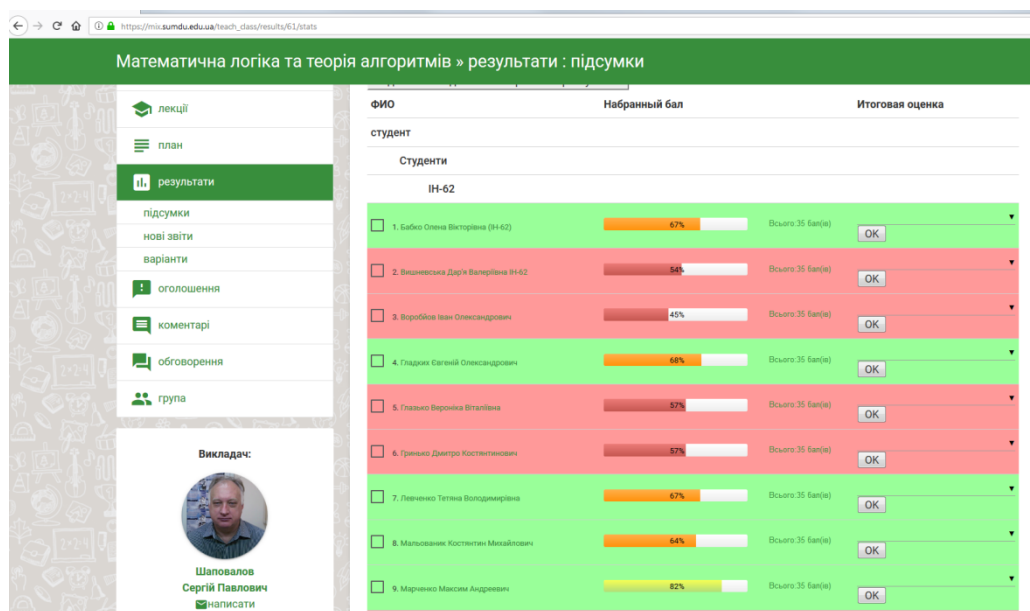 https://mix.sumdu.edu.ua/teach_class/results/61/stats
Математична логіка та теорія алгоритмів » результати : підсумки
лекції
план
результати
підсумки
нові звіти
варіанти
оголошення
коментарі
обговорення
група
Викладач:
Шаповалов
Сергій Павлович
написати
ФИО Набранный бал Итоговая оценка
студент
Студенти
ІН-62
1. Бабко Олена Вікторівна (ІН-62) 67% Всього:35 бал(ів) OK
2. Вишневська Дар'я Валеріївна ІН-62 54% Всього:35 бал(ів) OK
3. Воробйов Іван Олександрович 45% Всього:35 бал(ів) OK
4. Гладких Євгеній Олександрович 68% Всього:35 бал(ів) OK
5. Глазько Вероніка Віталіївна 57% Всього:35 бал(ів) OK
6. Гринько Дмитро Костянтинович 57% Всього:35 бал(ів) OK
7. Левченко Тетяна Володимирівна 67% Всього:35 бал(ів) OK
8. Мальованик Костянтин Михайлович 64% Всього:35 бал(ів) OK
9. Марченко Максим Андреевич 82% Всього:35 бал(ів) OK